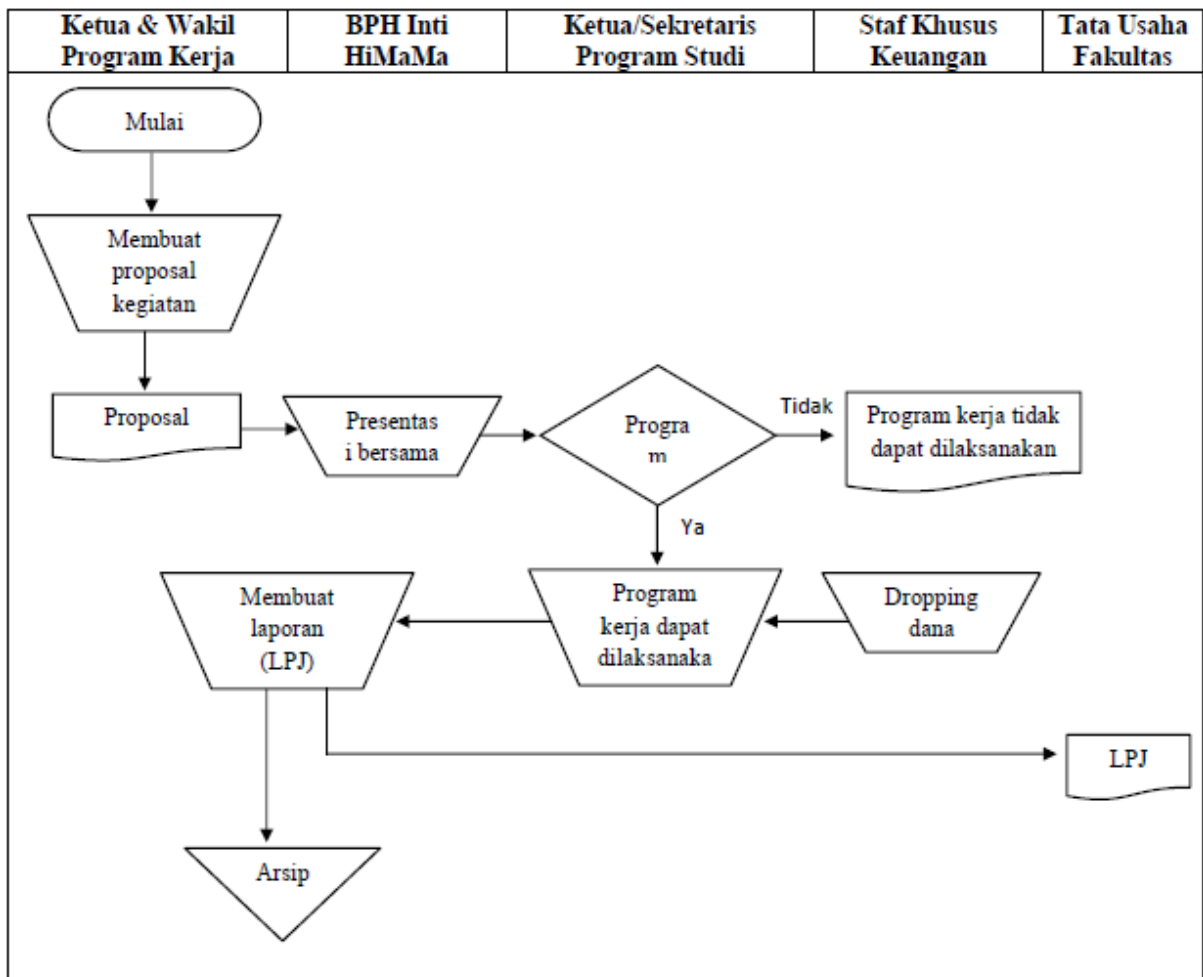 Ketua & Wakil
Program Kerja
BPH Inti
HiMaMa
Ketua/Sekretaris
Program Studi
Staf Khusus
Keuangan
Tata Usaha
Fakultas
Mulai
Membuat
proposal
kegiatan
Proposal
Presentas
i bersama
Progra
m
Tidak
Program kerja tidak
dapat dilaksanakan
Ya
Membuat
laporan
(LPJ)
Program
kerja dapat
dilaksanaka
Dropping
dana
LPJ
Arsip